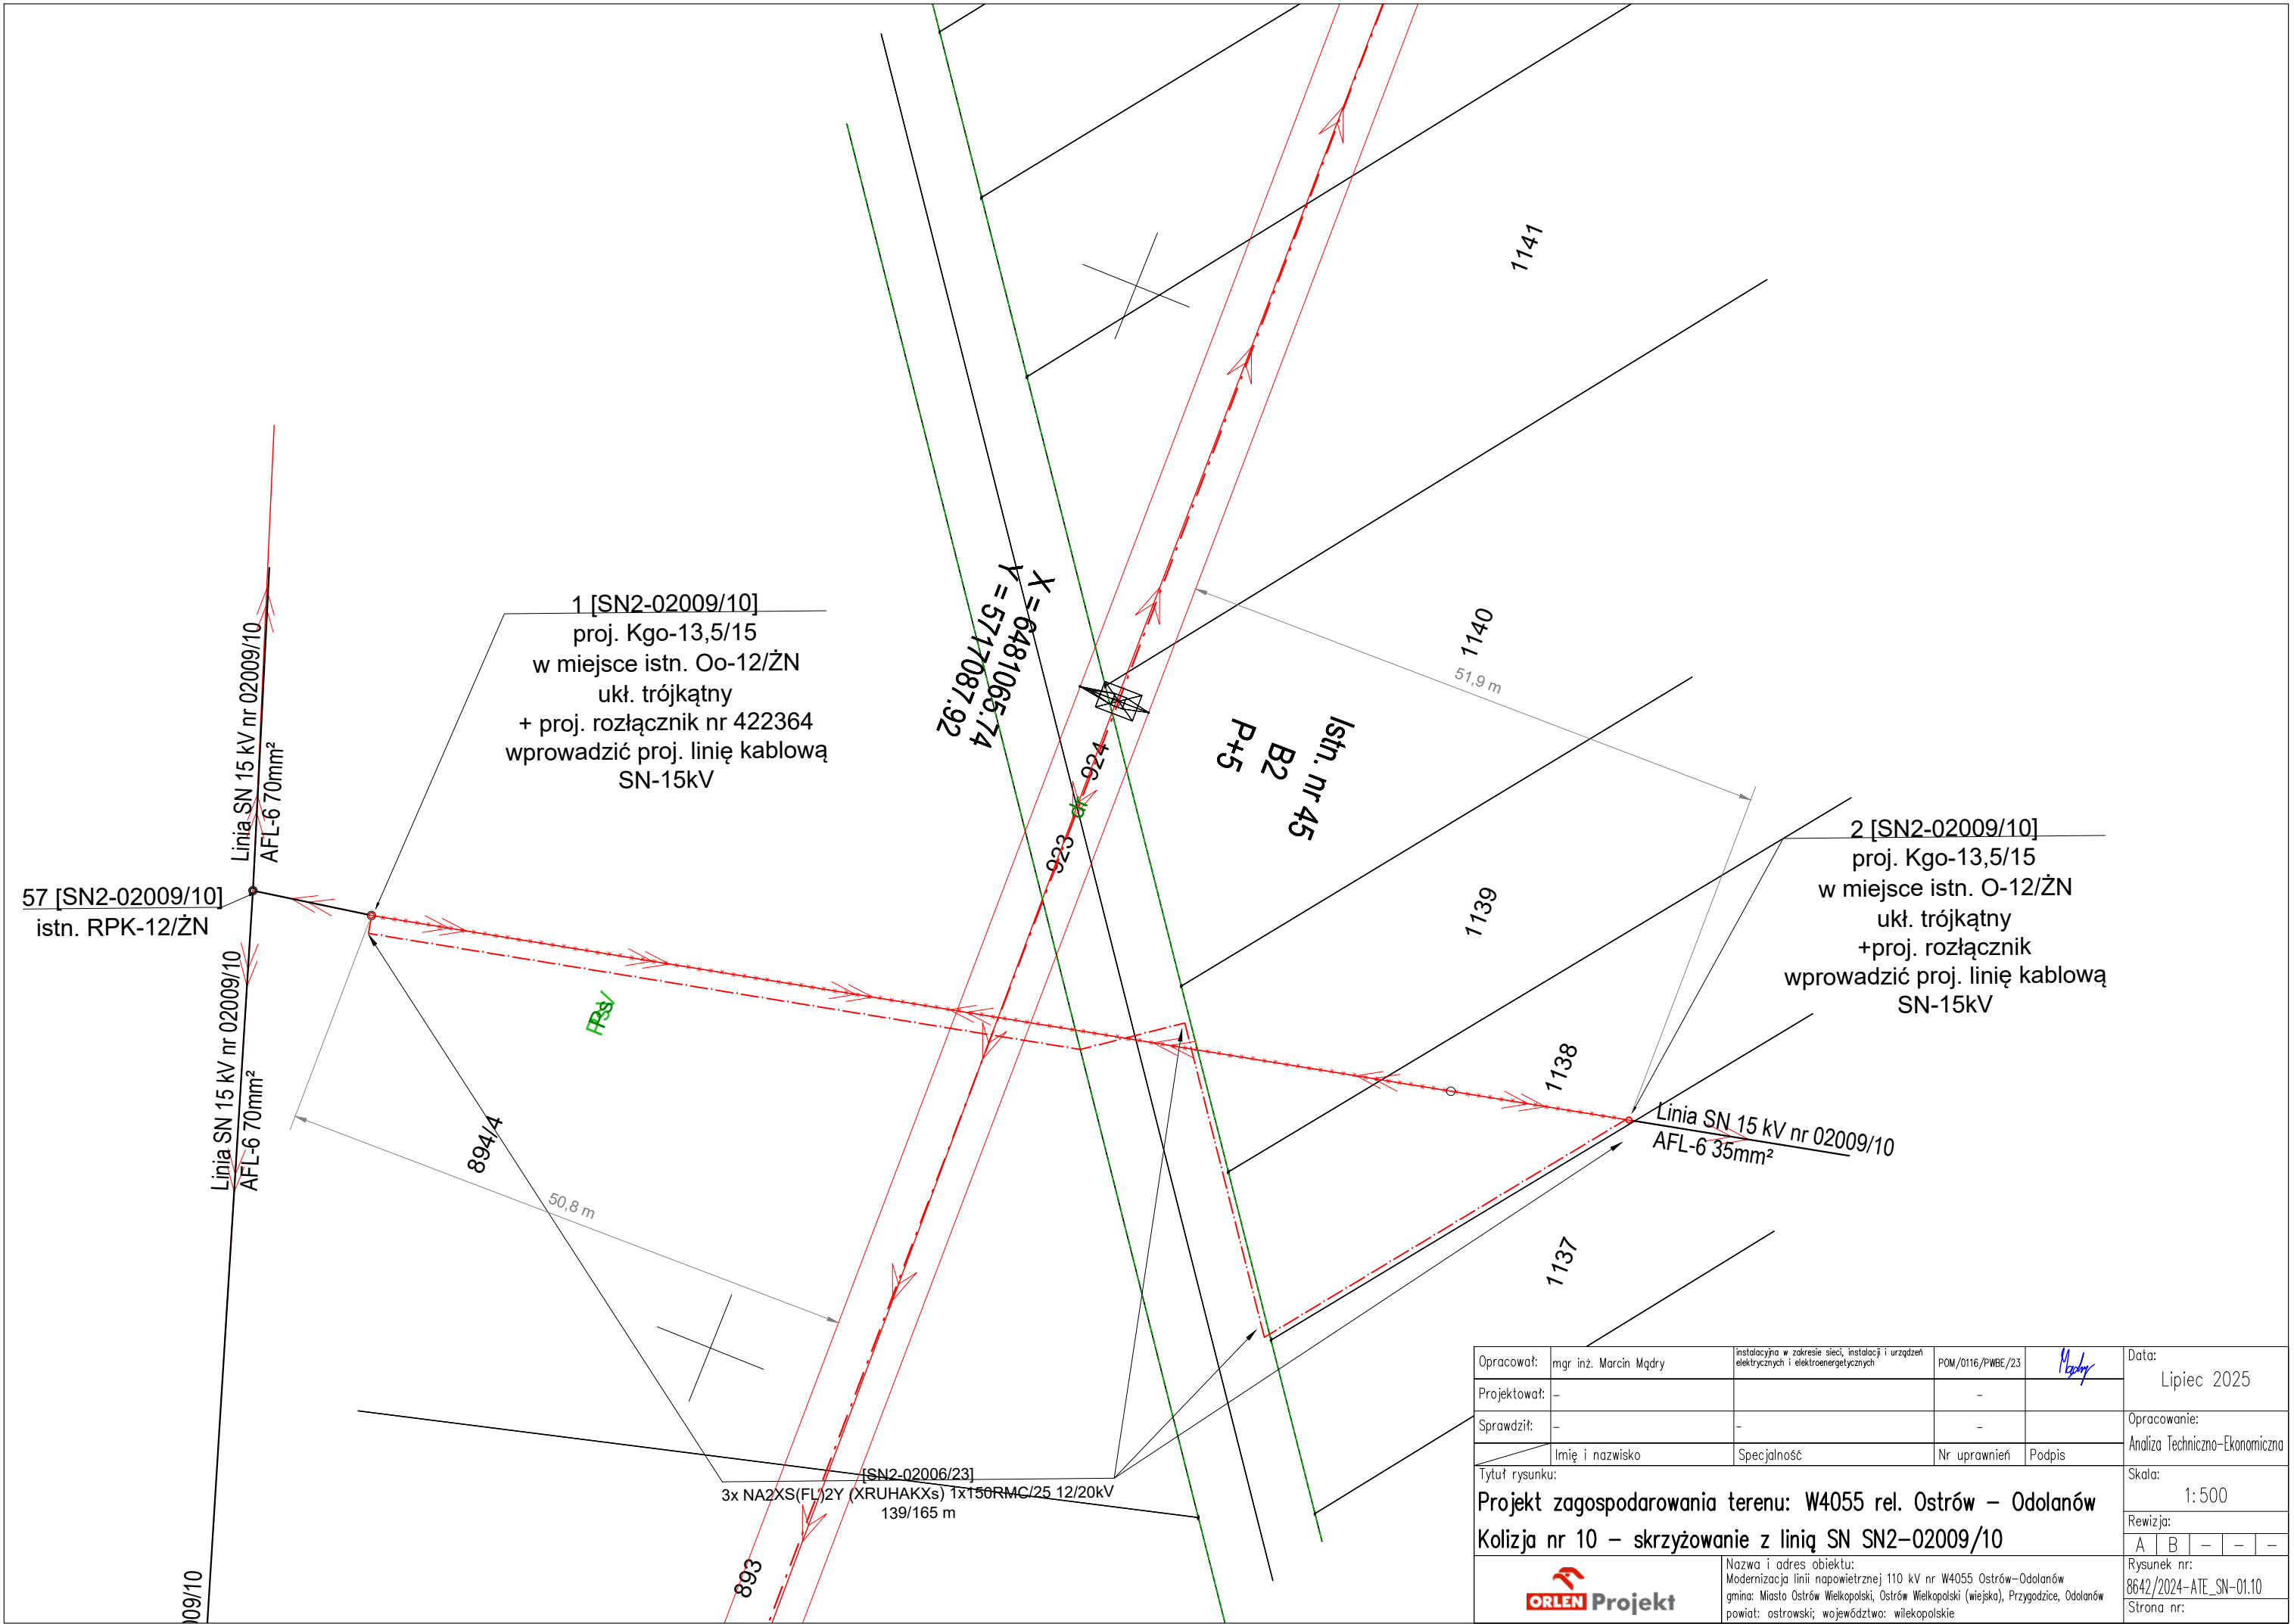 1141
X = 6481065.74
Y = 5717087.92
1140
51,9 m
Istn. nr 45
B2
P+5
924
dr
923
1 [SN2-02009/10]
proj. Kgo-13,5/15
w miejsce istn. Oo-12/ŻN
ukł. trójkątny
+ proj. rozłącznik nr 422364
wprowadzić proj. linię kablową
SN-15kV
Linia SN 15 kV nr 02009/10
AFL-6 70mm²
57 [SN2-02009/10]
istn. RPK-12/ŻN
Linia SN 15 kV nr 02009/10
AFL-6 70mm²
2 [SN2-02009/10]
proj. Kgo-13,5/15
w miejsce istn. O-12/ŻN
ukł. trójkątny
+proj. rozłącznik
wprowadzić proj. linię kablową
SN-15kV
1139
1138
Linia SN 15 kV nr 02009/10
AFL-6 35mm²
894/4
50,8 m
1137
[SN2-02006/23]
3x NA2XS(FL)2Y (XRUHAKXs) 1x150RMC/25 12/20kV
139/165 m
893
009/10
Opracował: mgr inż. Marcin Mądry instalacyjna w zakresie sieci, instalacji i urządzeń elektrycznych i elektroenergetycznych POM/0116/PWBE/23 Mądry
Projektował: – –
Sprawdził: – – –
Imię i nazwisko Specjalność Nr uprawnień Podpis
Data:
Lipiec 2025
Opracowanie:
Analiza Techniczno-Ekonomiczna
Tytuł rysunku:
Projekt zagospodarowania terenu: W4055 rel. Ostrów – Odolanów
Kolizja nr 10 – skrzyżowanie z linią SN SN2-02009/10
Skala:
1:500
Rewizja:
A B – – –
ORLEN Projekt
Nazwa i adres obiektu:
Modernizacja linii napowietrznej 110 kV nr W4055 Ostrów-Odolanów
gmina: Miasto Ostrów Wielkopolski, Ostrów Wielkopolski (wiejska), Przygodzice, Odolanów
powiat: ostrowski; województwo: wilekopolskie
Rysunek nr:
8642/2024-ATE_SN-01.10
Strona nr: